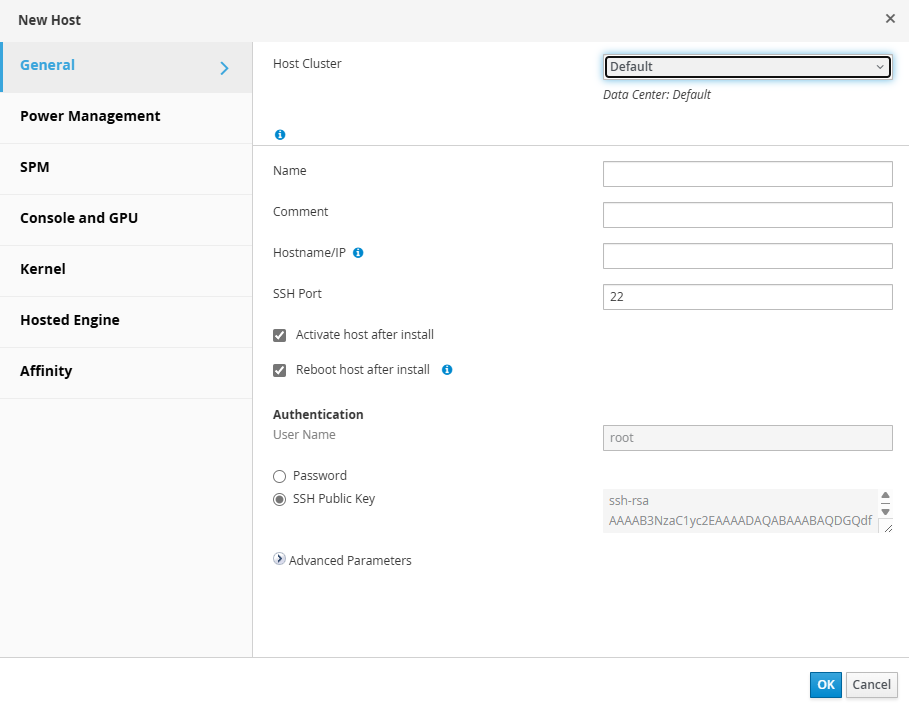 New Host
General
Power Management
SPM
Console and GPU
Kernel
Hosted Engine
Affinity
Host Cluster
Default
Data Center: Default
Name
Comment
Hostname/IP
SSH Port
22
Activate host after install
Reboot host after install
Authentication
User Name
root
Password
SSH Public Key
ssh-rsa
AAAAB3NzaC1yc2EAAAADAQABAAABAQDGQdf
Advanced Parameters
OK Cancel